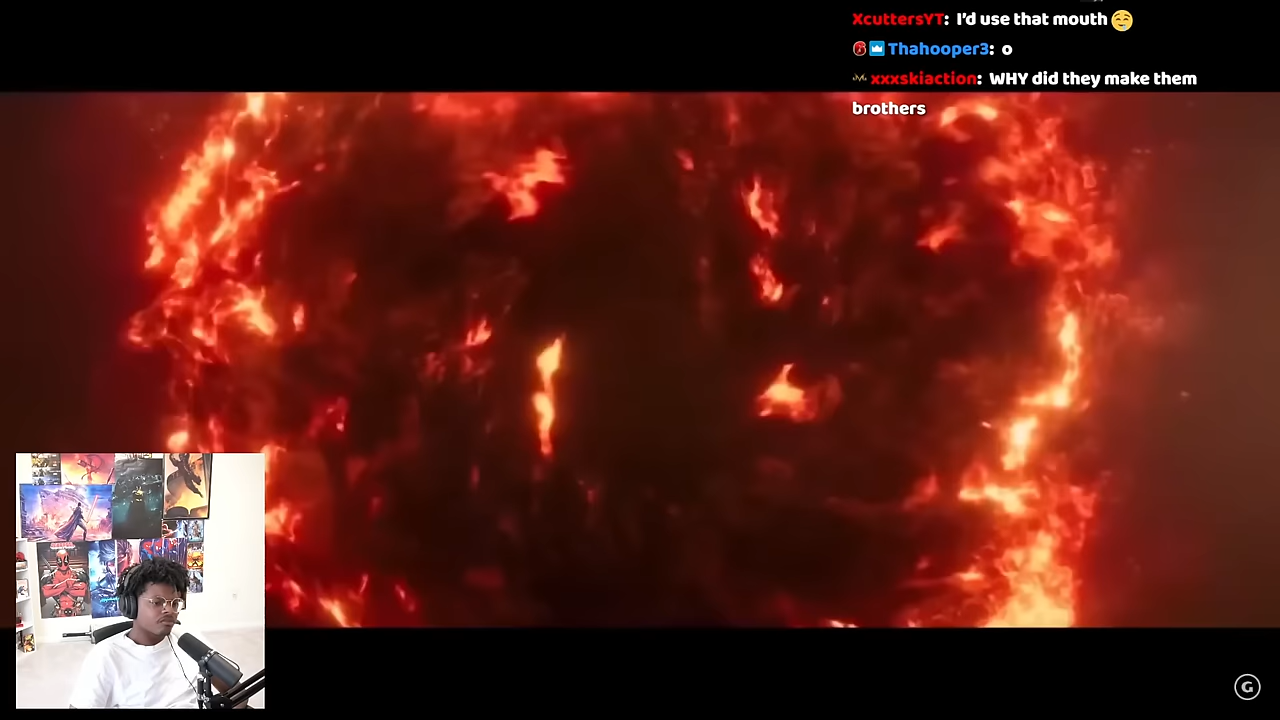 XcuttersYT: I'd use that mouth
Thahooper3: o
xxxskiaction: WHY did they make them
brothers
G